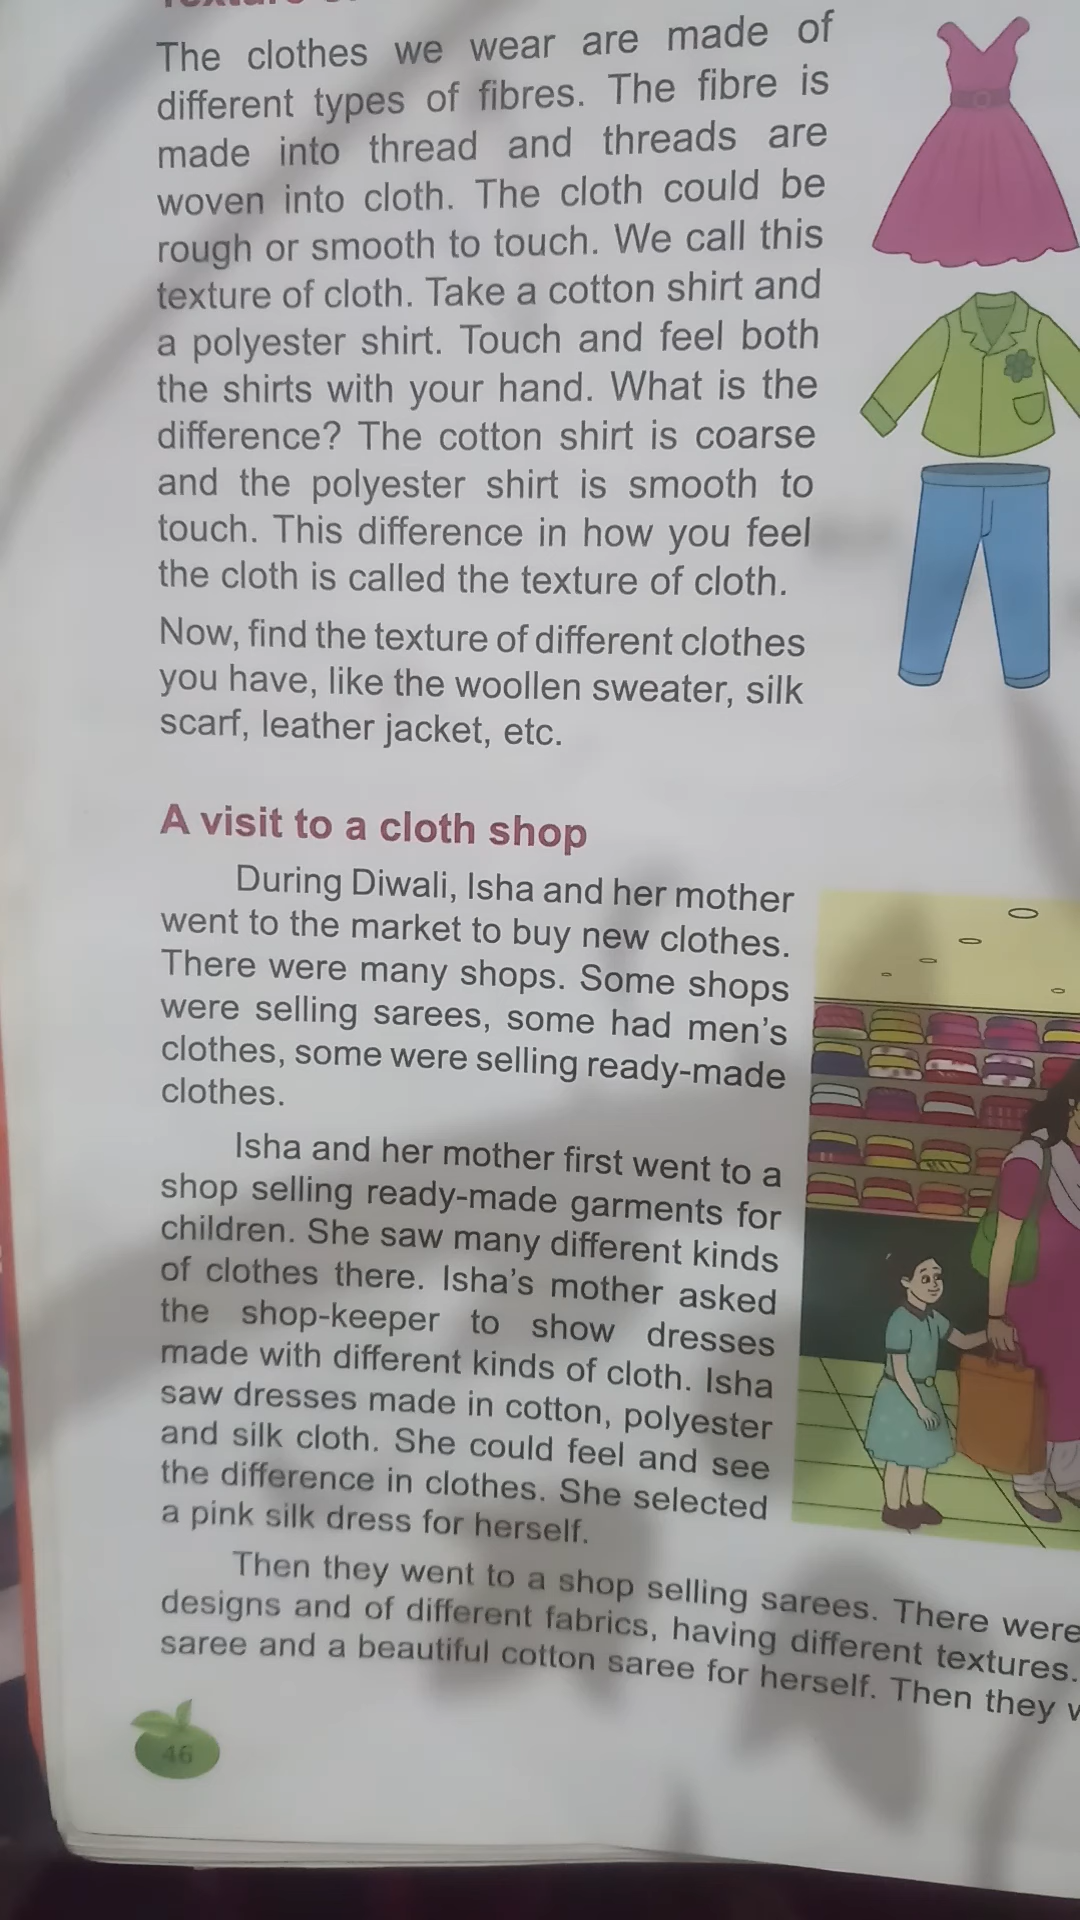 The clothes we wear are made of
different types of fibres. The fibre is
made into thread and threads are
woven into cloth. The cloth could be
rough or smooth to touch. We call this
texture of cloth. Take a cotton shirt and
a polyester shirt. Touch and feel both
the shirts with your hand. What is the
difference? The cotton shirt is coarse
and the polyester shirt is smooth to
touch. This difference in how you feel
the cloth is called the texture of cloth.
Now, find the texture of different clothes
you have, like the woollen sweater, silk
scarf, leather jacket, etc.
A visit to a cloth shop
During Diwali, Isha and her mother
went to the market to buy new clothes.
There were many shops. Some shops
were selling sarees, some had men's
clothes, some were selling ready-made
clothes.
Isha and her mother first went to a
shop selling ready-made garments for
children. She saw many different kinds
of clothes there. Isha's mother asked
the shop-keeper to show dresses
made with different kinds of cloth. Isha
saw dresses made in cotton, polyester
and silk cloth. She could feel and see
the difference in clothes. She selected
a pink silk dress for herself.
Then they went to a shop selling sarees. There were
designs and of different fabrics, having different textures.
saree and a beautiful cotton saree for herself. Then they
46